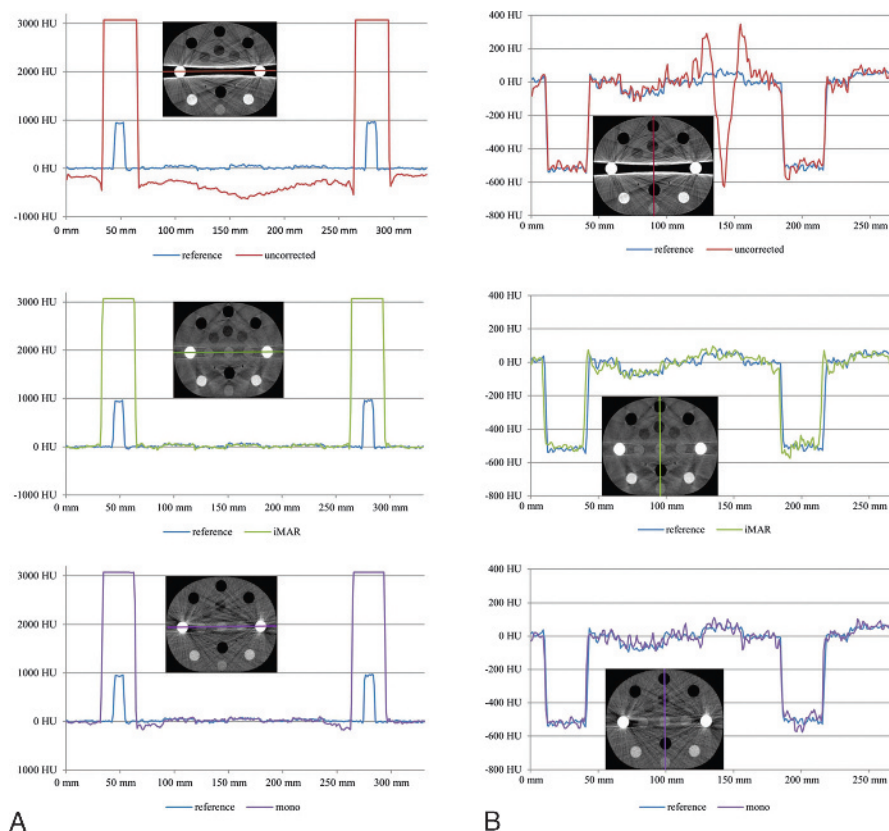 3000 HU
2000 HU
1000 HU
0 HU
-1000 HU
0 mm 50 mm 100 mm 150 mm 200 mm 250 mm 300 mm
reference uncorrected
3000 HU
2000 HU
1000 HU
0 HU
-1000 HU
0 mm 50 mm 100 mm 150 mm 200 mm 250 mm 300 mm
reference iMAR
3000 HU
2000 HU
1000 HU
0 HU
1000 HU
0 mm 50 mm 100 mm 150 mm 200 mm 250 mm 300 mm
reference mono
A
400 HU
200 HU
0 HU
-200 HU
-400 HU
-600 HU
-800 HU
0 mm 50 mm 100 mm 150 mm 200 mm 250 mm
reference uncorrected
400 HU
200 HU
0 HU
-200 HU
-400 HU
-600 HU
-800 HU
0 mm 50 mm 100 mm 150 mm 200 mm 250 mm
reference iMAR
400 HU
200 HU
0 HU
-200 HU
-400 HU
-600 HU
-800 HU
0 mm 50 mm 100 mm 150 mm 200 mm 250 mm
reference mono
B